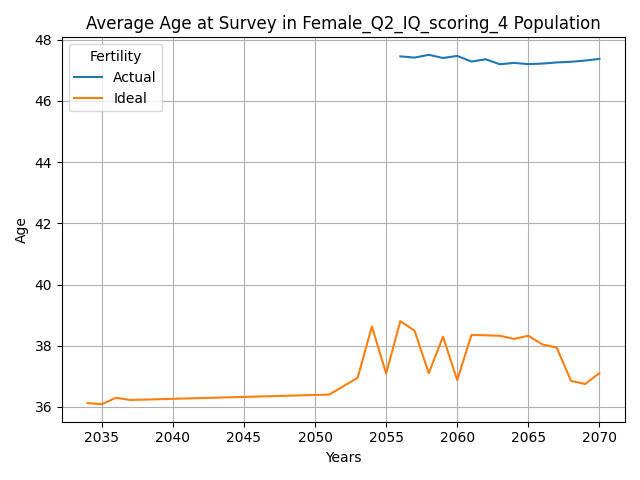 Average Age at Survey in Female_Q2_IQ_scoring_4 Population
48
46
44
42
40
38
36
Age
Fertility
Actual
Ideal
2035 2040 2045 2050 2055 2060 2065 2070
Years